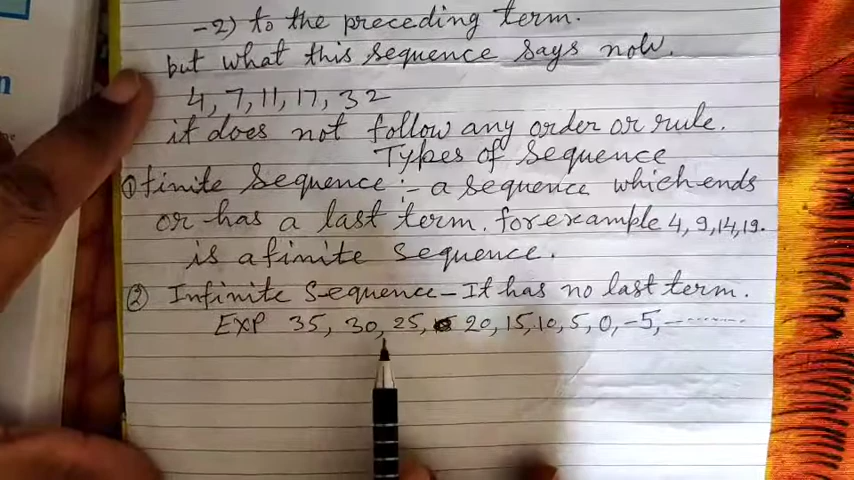 -2) to the preceding term.
but what this sequence says now.
4, 7, 11, 17, 32
it does not follow any order or rule.
Types of Sequence
① finite Sequence :- a sequence which ends
or has a last term. for example 4, 9, 14, 19.
is a finite sequence.
② Infinite Sequence - It has no last term.
EXP 35, 30, 25, 20, 15, 10, 5, 0, -5, --------